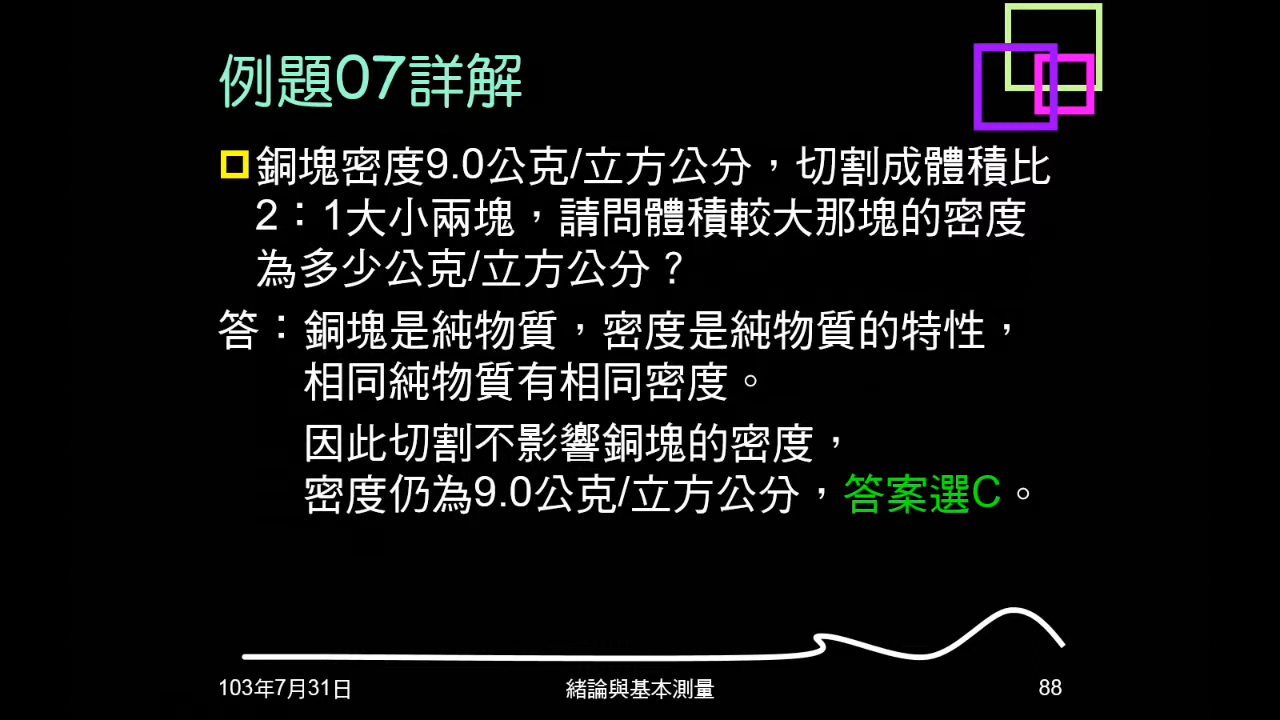 例題07詳解
銅塊密度9.0公克/立方公分，切割成體積比
2：1大小兩塊，請問體積較大那塊的密度
為多少公克/立方公分？
答：銅塊是純物質，密度是純物質的特性，
相同純物質有相同密度。
因此切割不影響銅塊的密度，
密度仍為9.0公克/立方公分，答案選C。
103年7月31日
緒論與基本測量
88